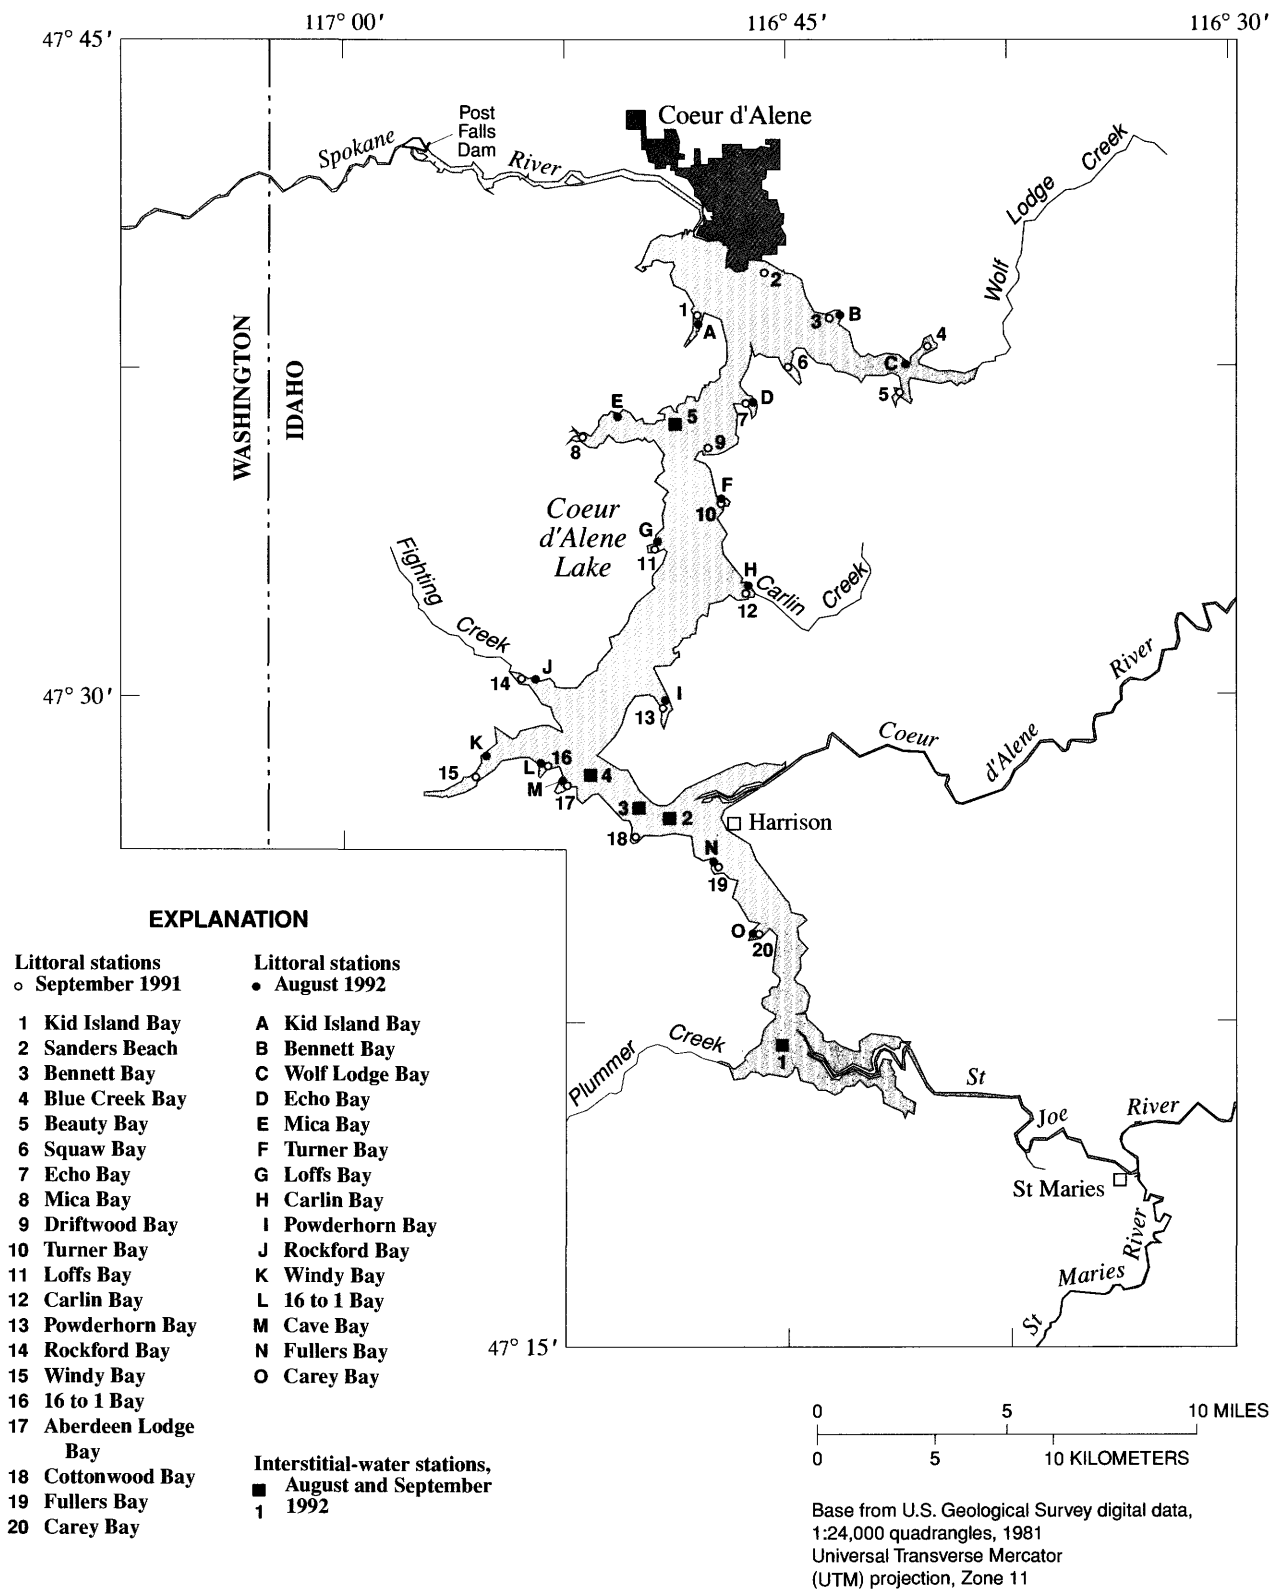 117° 00'
116° 45'
116° 30'
47° 45'
Post
Falls
Dam
Coeur d'Alene
Spokane
River
Lodge
Creek
Wolf
2
1
A
3
B
4
C
5
6
WASHINGTON
IDAHO
E
5
D
7
8
9
F
10
Coeur
d'Alene
Lake
G
11
H
12
Carlin
Creek
Fighting
Creek
River
J
14
47° 30'
I
13
Coeur
d'Alene
K
15
L
16
4
M
17
3
2
Harrison
18
N
19
O
20
Plummer
Creek
1
St
Joe
River
St Maries
River
Maries
St
47° 15'
EXPLANATION
Littoral stations
September 1991
1 Kid Island Bay
2 Sanders Beach
3 Bennett Bay
4 Blue Creek Bay
5 Beauty Bay
6 Squaw Bay
7 Echo Bay
8 Mica Bay
9 Driftwood Bay
10 Turner Bay
11 Loffs Bay
12 Carlin Bay
13 Powderhorn Bay
14 Rockford Bay
15 Windy Bay
16 16 to 1 Bay
17 Aberdeen Lodge
Bay
18 Cottonwood Bay
19 Fullers Bay
20 Carey Bay
Littoral stations
August 1992
A Kid Island Bay
B Bennett Bay
C Wolf Lodge Bay
D Echo Bay
E Mica Bay
F Turner Bay
G Loffs Bay
H Carlin Bay
I Powderhorn Bay
J Rockford Bay
K Windy Bay
L 16 to 1 Bay
M Cave Bay
N Fullers Bay
O Carey Bay
Interstitial-water stations,
August and September
1 1992
0 5 10 MILES
0 5 10 KILOMETERS
Base from U.S. Geological Survey digital data,
1:24,000 quadrangles, 1981
Universal Transverse Mercator
(UTM) projection, Zone 11